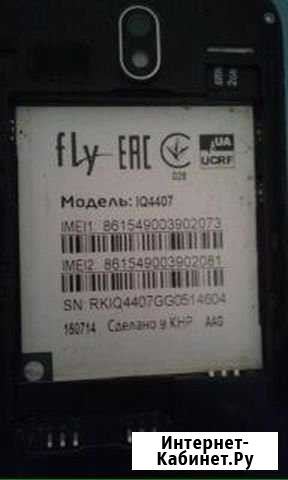 fly EAC UA UCRF
028
Модель: IQ4407
IMEI1 861549003902073
IMEI2 861549003902081
SN: RKIQ4407GG0514604
150714 Сделано у КНР AAG
Интернет-
Кабинет.Ру